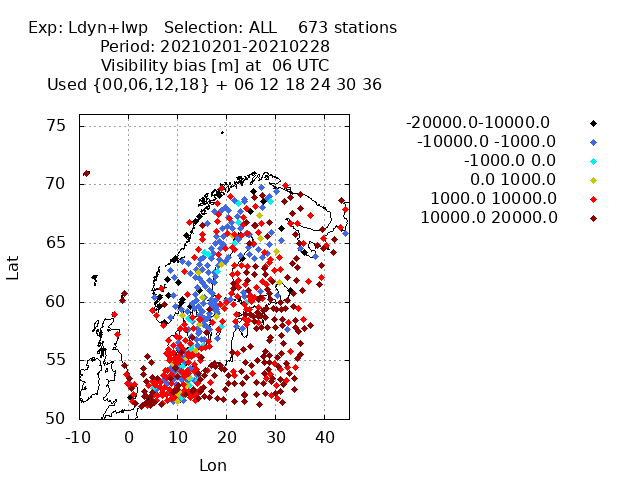 Exp: Ldyn+lwp   Selection: ALL    673 stations
Period: 20210201-20210228
Visibility bias [m] at  06 UTC
Used {00,06,12,18} + 06 12 18 24 30 36
-20000.0-10000.0
-10000.0 -1000.0
-1000.0 0.0
0.0 1000.0
1000.0 10000.0
10000.0 20000.0
75
70
65
60
55
50
Lat
-10 0 10 20 30 40
Lon